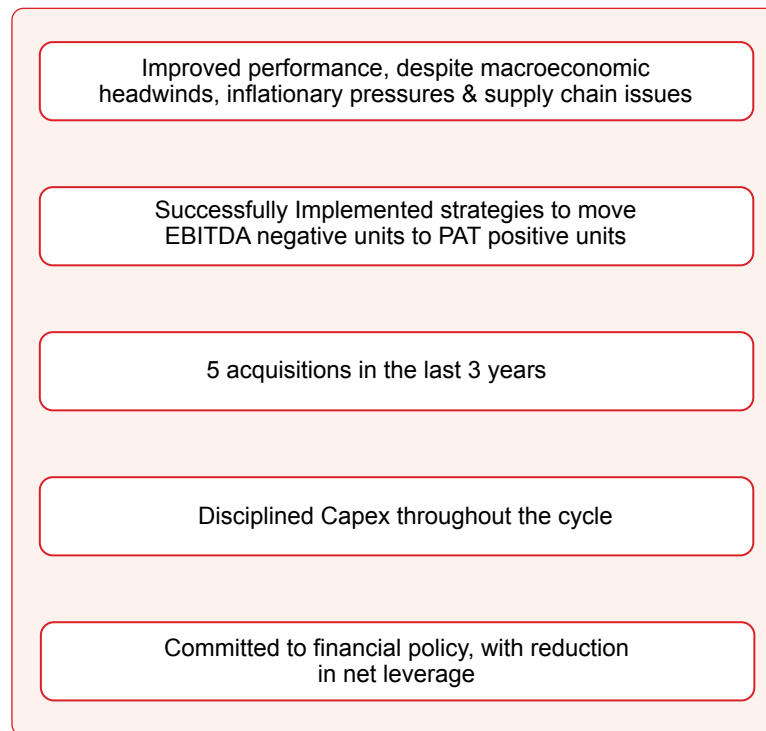 Improved performance, despite macroeconomic
headwinds, inflationary pressures & supply chain issues
Successfully Implemented strategies to move
EBITDA negative units to PAT positive units
5 acquisitions in the last 3 years
Disciplined Capex throughout the cycle
Committed to financial policy, with reduction
in net leverage